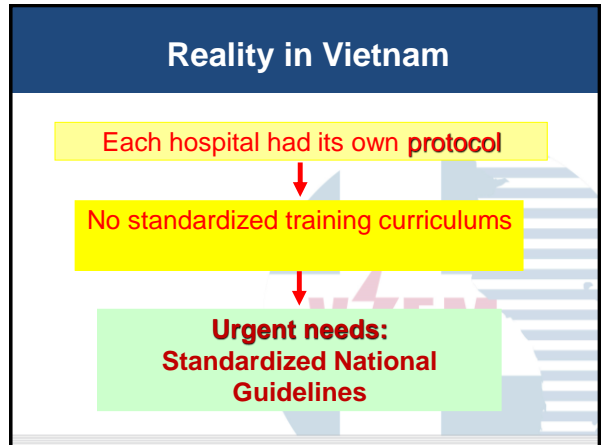 Reality in Vietnam
Each hospital had its own protocol
No standardized training curriculums
Urgent needs:
Standardized National
Guidelines